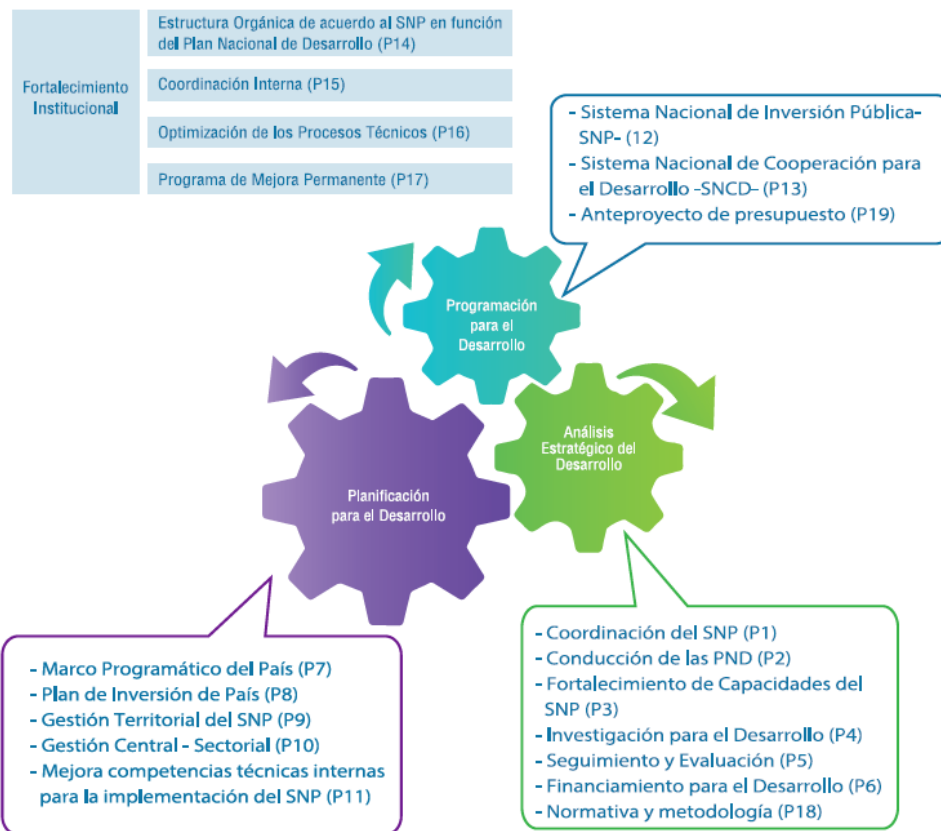 Fortalecimiento
Institucional
Estructura Orgánica de acuerdo al SNP en función
del Plan Nacional de Desarrollo (P14)
Coordinación Interna (P15)
Optimización de los Procesos Técnicos (P16)
Programa de Mejora Permanente (P17)
- Sistema Nacional de Inversión Pública-
SNP- (12)
- Sistema Nacional de Cooperación para
el Desarrollo -SNCD- (P13)
- Anteproyecto de presupuesto (P19)
Programación
para el
Desarrollo
Análisis
Estratégico del
Desarrollo
Planificación
para el Desarrollo
- Marco Programático del País (P7)
- Plan de Inversión de País (P8)
- Gestión Territorial del SNP (P9)
- Gestión Central - Sectorial (P10)
- Mejora competencias técnicas internas
para la implementación del SNP (P11)
- Coordinación del SNP (P1)
- Conducción de las PND (P2)
- Fortalecimiento de Capacidades del
SNP (P3)
- Investigación para el Desarrollo (P4)
- Seguimiento y Evaluación (P5)
- Financiamiento para el Desarrollo (P6)
- Normativa y metodología (P18)